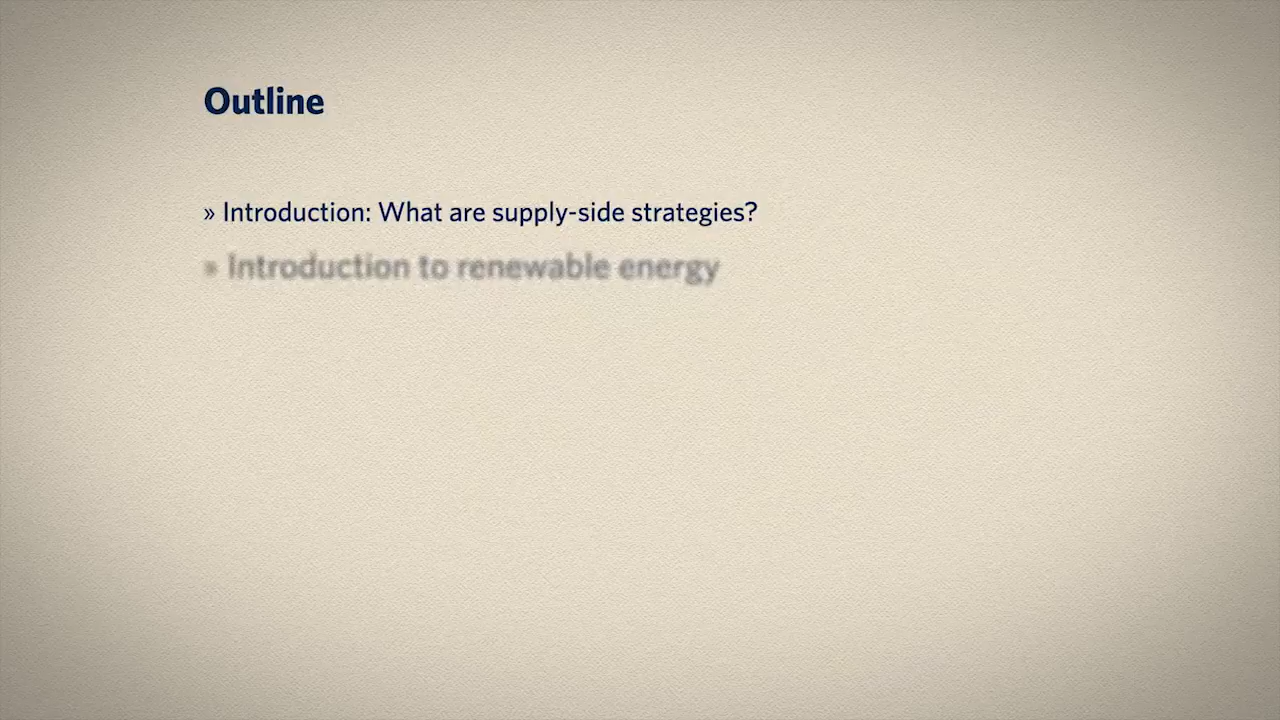 Outline
» Introduction: What are supply-side strategies?
» Introduction to renewable energy